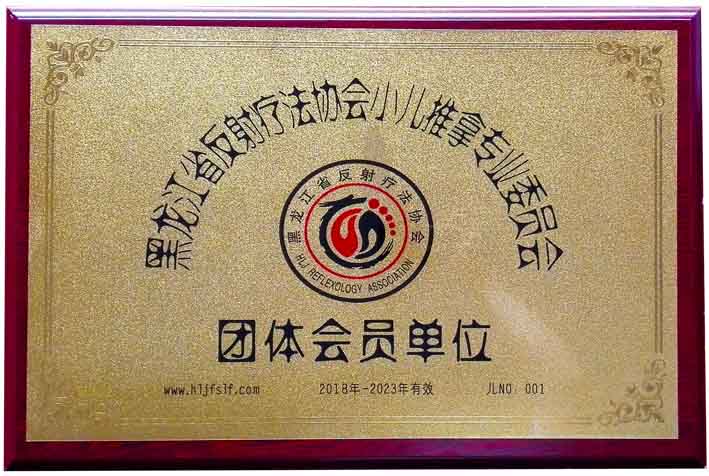 黑龙江省反射疗法协会小儿推拿专业委员会
黑龙江省反射疗法协会
HLJ REFLEXOLOGY ASSOCIATION
团体会员单位
www.hljfslf.com 2018年-2023年有效 JLNO 001